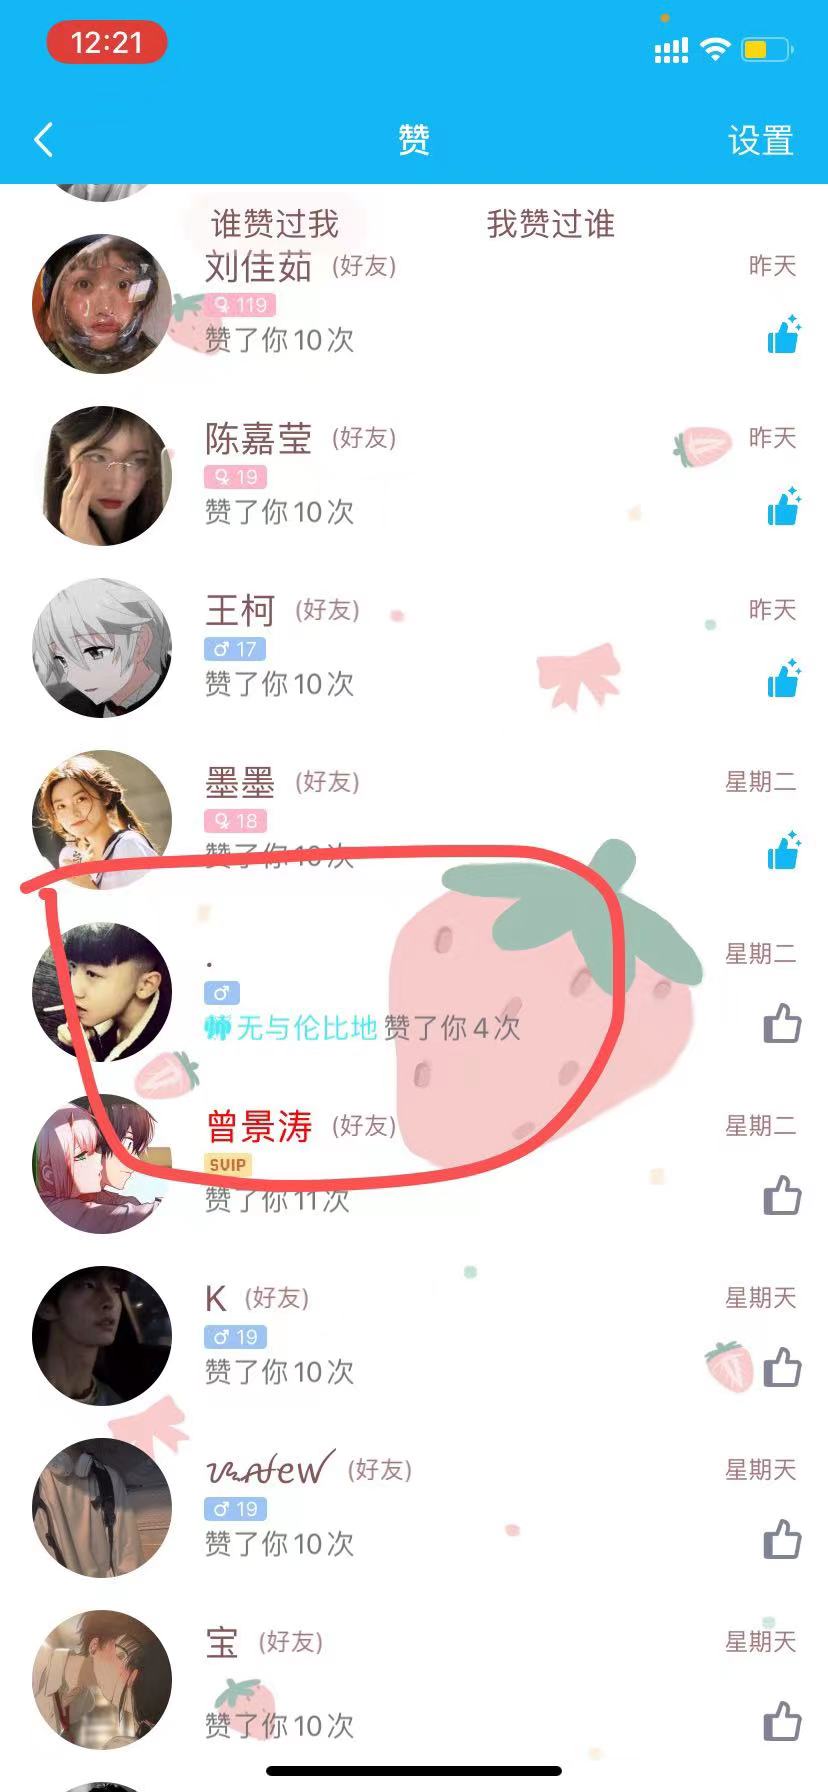 12:21
赞
设置
谁赞过我
我赞过谁
刘佳茹 (好友)
昨天
119
赞了你10次
陈嘉莹 (好友)
昨天
19
赞了你10次
王柯 (好友)
昨天
17
赞了你10次
墨墨 (好友)
星期二
18
赞了你10次
.
星期二
无与伦比地赞了你4次
曾景涛 (好友)
星期二
SVIP
赞了你11次
K (好友)
星期天
19
赞了你10次
(好友)
星期天
19
赞了你10次
宝 (好友)
星期天
赞了你10次